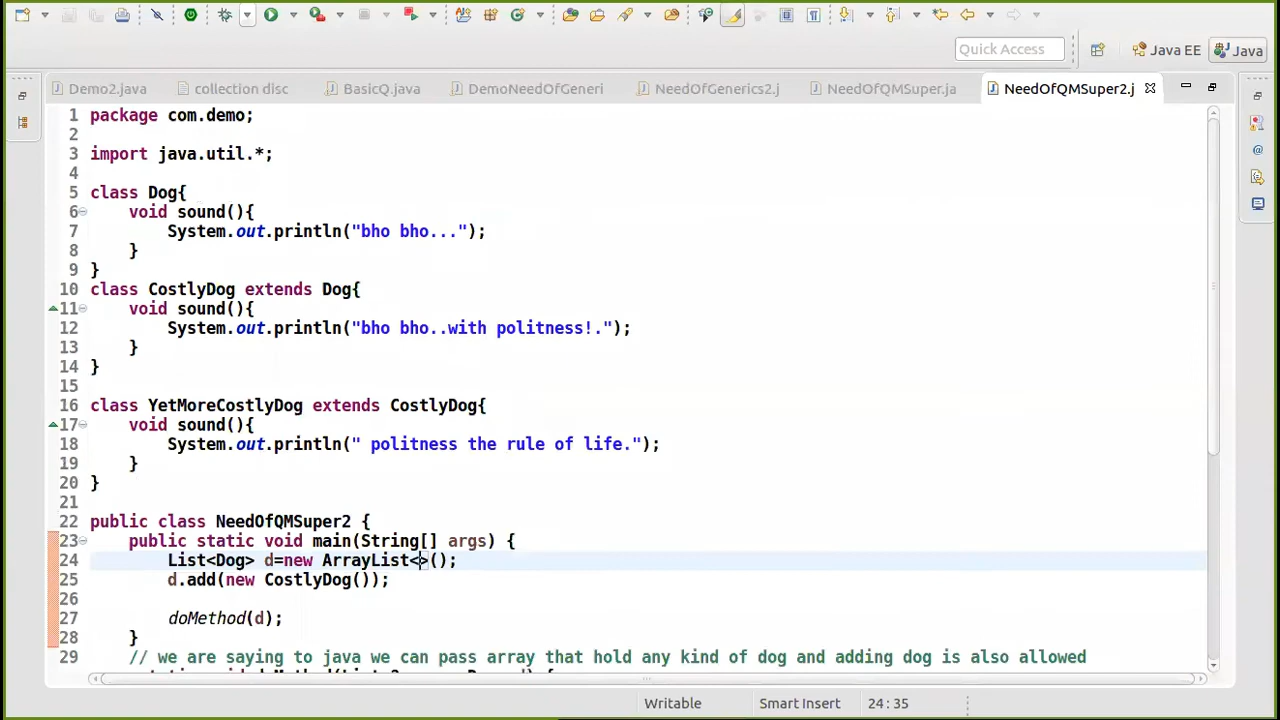 Quick Access
Java EE
Java
Demo2.java
collection disc
BasicQ.java
DemoNeedOfGeneri
NeedOfGenerics2.j
NeedOfQMSuper.ja
NeedOfQMSuper2.j
1 package com.demo;
2
3 import java.util.*;
4
5 class Dog{
6 void sound(){
7 System.out.println("bho bho...");
8 }
9 }
10 class CostlyDog extends Dog{
11 void sound(){
12 System.out.println("bho bho..with politness!.");
13 }
14 }
15
16 class YetMoreCostlyDog extends CostlyDog{
17 void sound(){
18 System.out.println(" politness the rule of life.");
19 }
20 }
21
22 public class NeedOfQMSuper2 {
23 public static void main(String[] args) {
24 List<Dog> d=new ArrayList<>();
25 d.add(new CostlyDog());
26
27 doMethod(d);
28 }
29 // we are saying to java we can pass array that hold any kind of dog and adding dog is also allowed
Writable
Smart Insert
24 : 35